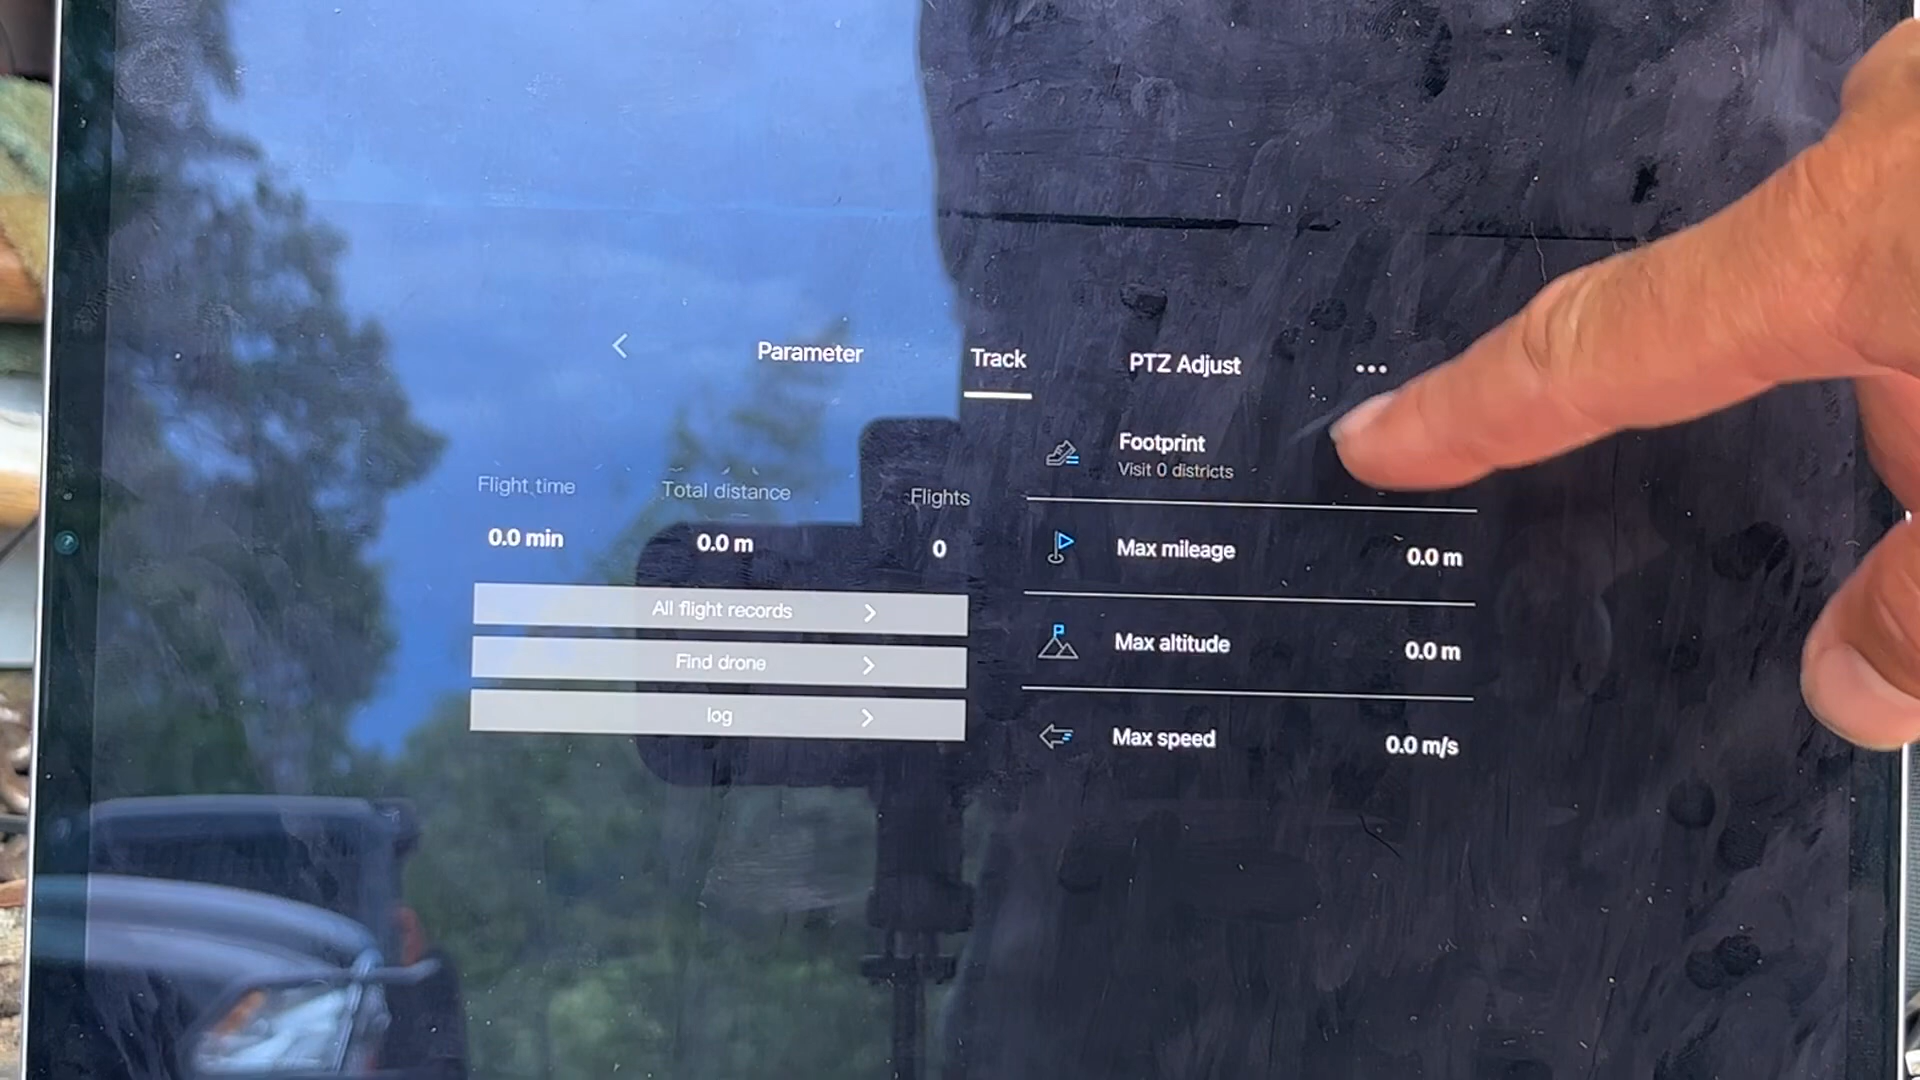 Parameter
Track
PTZ Adjust
Flight time
Total distance
Flights
0.0 min
0.0 m
0
All flight records
Find drone
log
Footprint
Visit 0 districts
Max mileage
0.0 m
Max altitude
0.0 m
Max speed
0.0 m/s